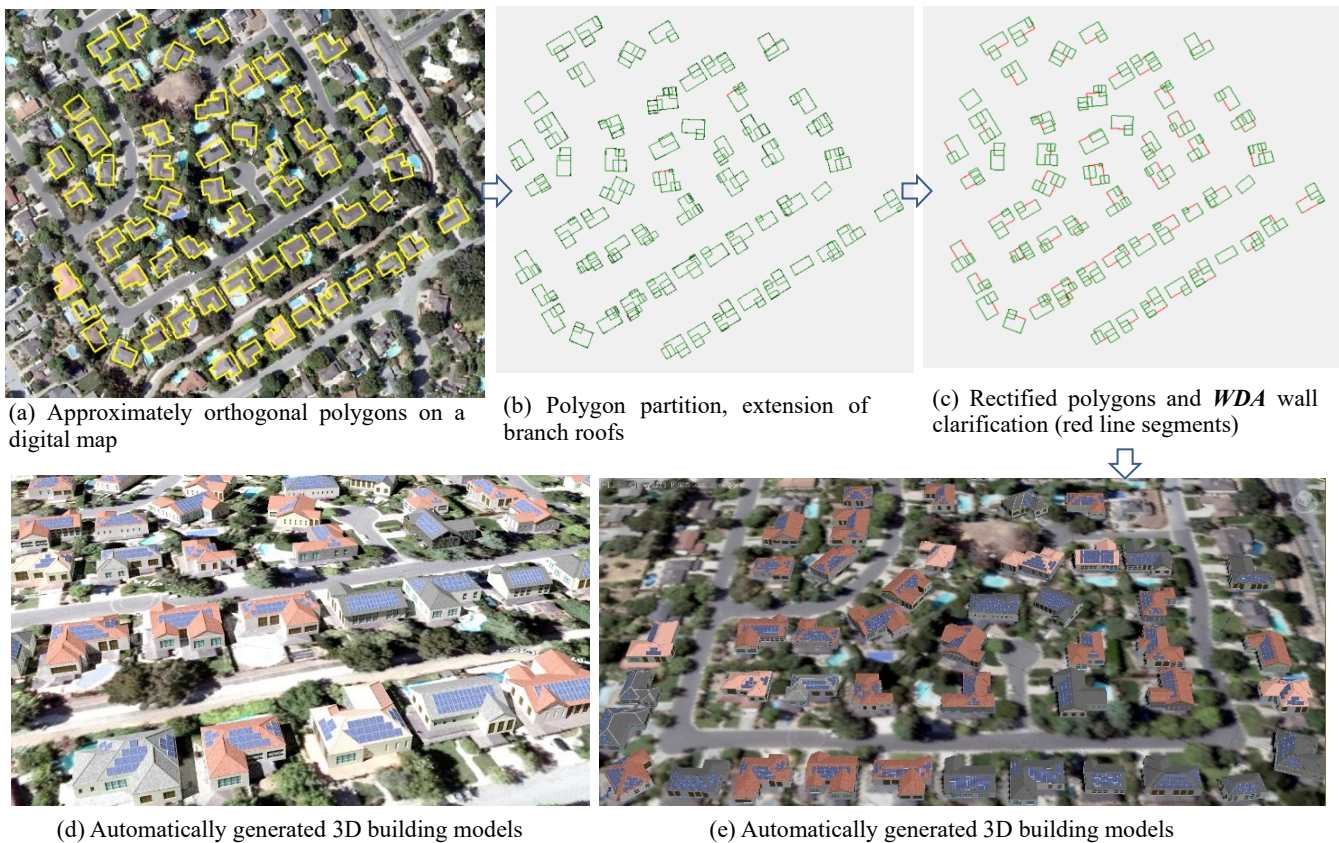 (a) Approximately orthogonal polygons on a
digital map
(b) Polygon partition, extension of
branch roofs
(c) Rectified polygons and WDA wall
clarification (red line segments)
(d) Automatically generated 3D building models
(e) Automatically generated 3D building models